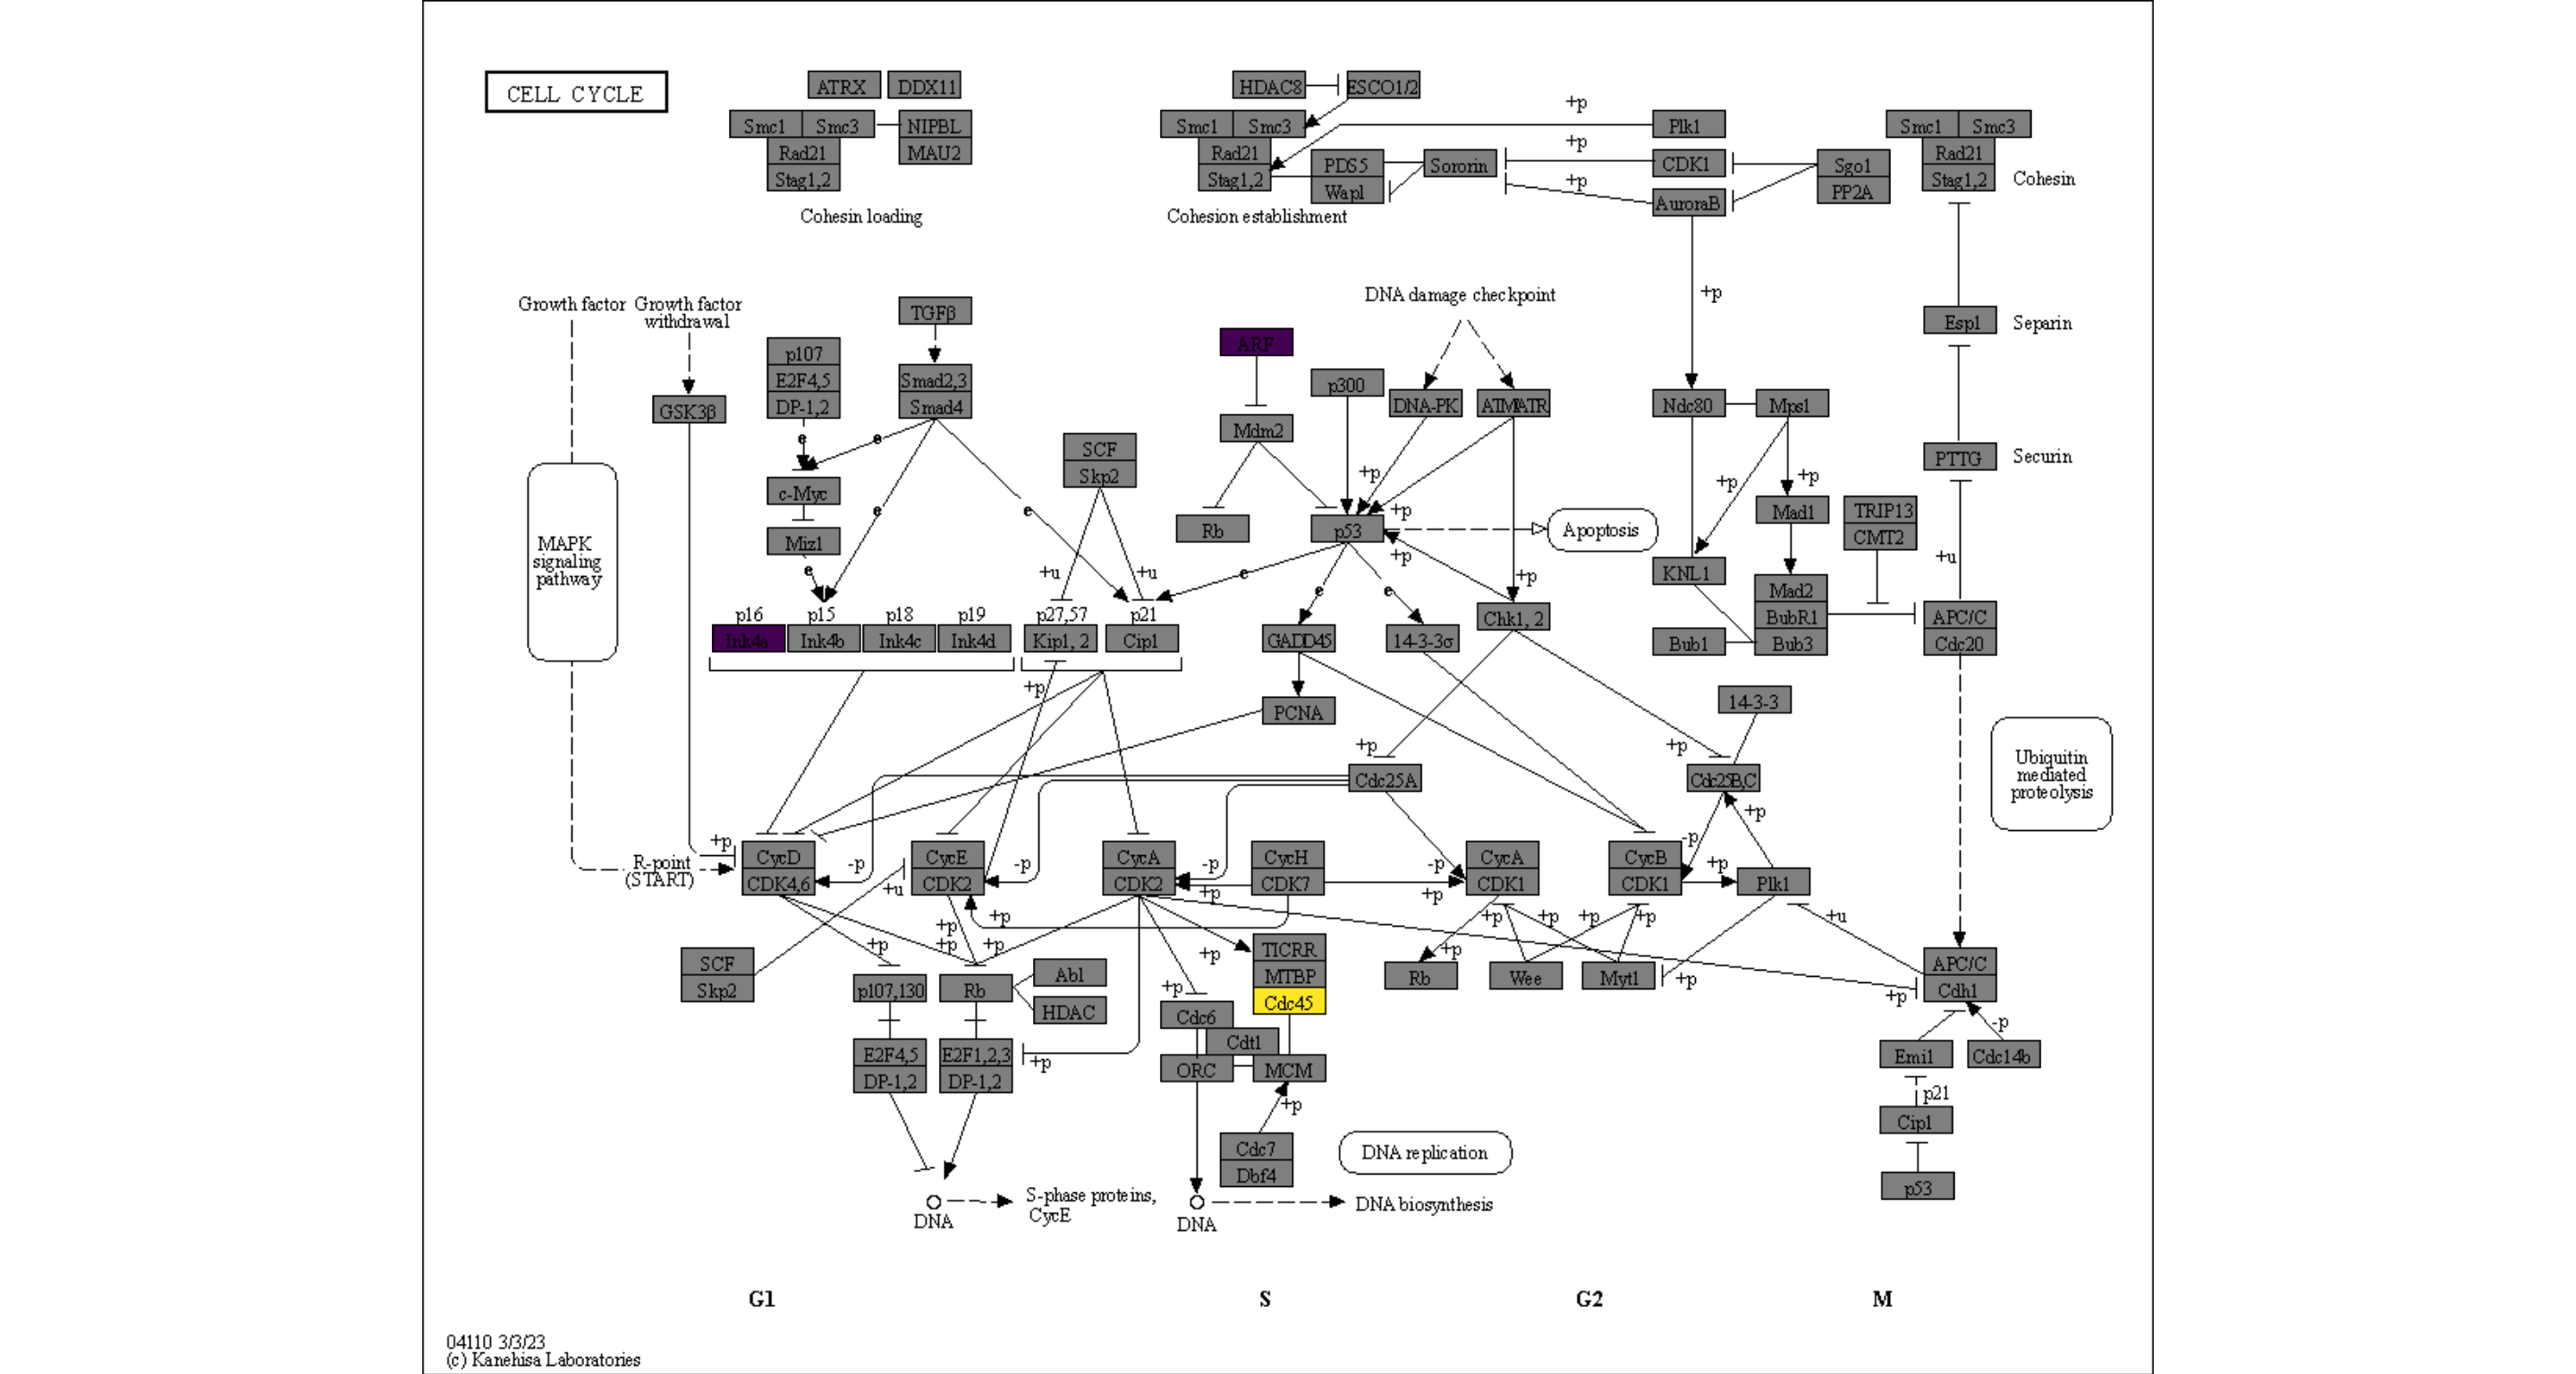 CELL CYCLE
ATRX DDX11
Smc1 Smc3 NIPBL
Rad21 MAU2
Stag1,2
Cohesin loading
HDAC8 ESCO1/2
Smc1 Smc3
Rad21
Stag1,2
PDS5 Sororin
Wapl
Cohesion establishment
+p
Plk1
+p
CDK1
+p
AuroraB
Sgo1
PP2A
Smc1 Smc3
Rad21
Stag1,2
Cohesin
+p
Growth factor
Growth factor
withdrawal
GSK3β
p107
E2F4,5
DP-1,2
TGFβ
Smad2,3
Smad4
e
e
c-Myc
Miz1
e
e
e
SCF
Skp2
+u
+u
ARF
Mdm2
Rb
p300
DNA damage checkpoint
DNA-PK
ATMATR
+p
+p
p53
+p
Apoptosis
+p
e
e
e
Ndc80
Mps1
+p
+p
Mad1
TRIP13
CMT2
KNL1
Mad2
BubR1
Bub3
Bub1
Esp1
Separin
PTTG
Securin
+u
APC/C
Cdc20
MAPK
signaling
pathway
p16 p15 p18 p19 p27,57 p21
Ink4a Ink4b Ink4c Ink4d Kip1, 2 Cip1
GADD45
14-3-3σ
Chk1, 2
+p
PCNA
14-3-3
+p
+p
Cdc25A
Cdc25B,C
Ubiquitin
mediated
proteolysis
R-point
(START)
+p
CycD
CDK4,6
-p
+u
CycE
CDK2
-p
CycA
CDK2
-p
+p
CycH
CDK7
-p
+p
CycA
CDK1
CycB
CDK1
-p
+p
+p
Plk1
+u
+p
+p
+p
+p
+p
+p
+p
+p
+p
+p
+p
+p
+p
+p
SCF
Skp2
p107,130
Rb
Abl
HDAC
E2F4,5
DP-1,2
E2F1,2,3
DP-1,2
+p
TICRR
MTBP
Cdc45
Cdc6
Cdt1
ORC
MCM
+p
Cdc7
Dbf4
Rb
Wee
Myt1
APC/C
Cdh1
-p
Emi1
Cdc14b
p21
Cip1
p53
DNA replication
DNA
S-phase proteins,
CycE
DNA
DNA biosynthesis
G1 S G2 M
04110 3/3/23
(c) Kanehisa Laboratories